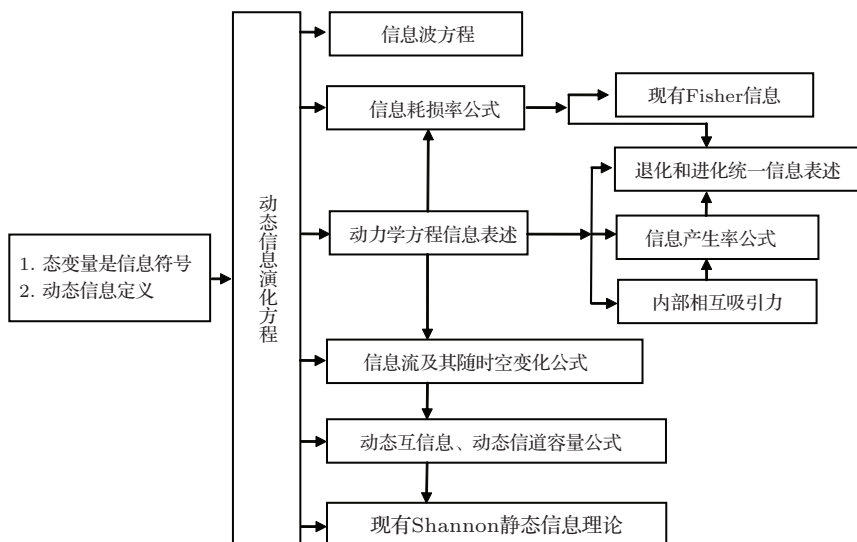 信息波方程
信息耗损率公式
现有Fisher信息
退化和进化统一信息表述
动态信息演化方程
动力学方程信息表述
信息产生率公式
1. 态变量是信息符号
2. 动态信息定义
内部相互吸引力
信息流及其随时空变化公式
动态互信息、动态信道容量公式
现有Shannon静态信息理论